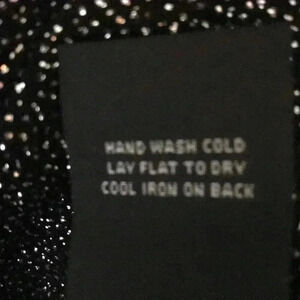 HAND WASH COLD
LAY FLAT TO DRY
COOL IRON ON BACK